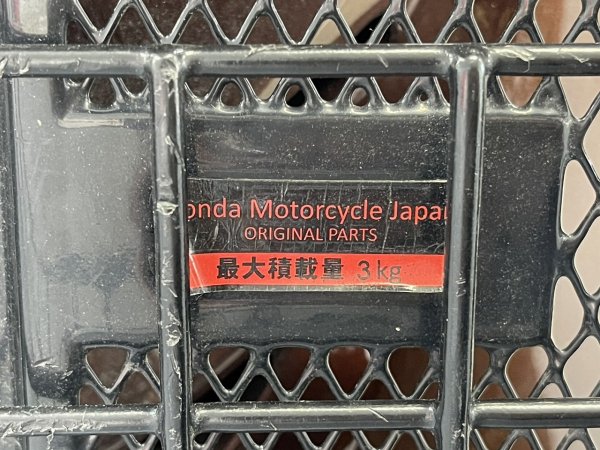 onda Motorcycle Japa
ORIGINAL PARTS
最大積載量 3kg